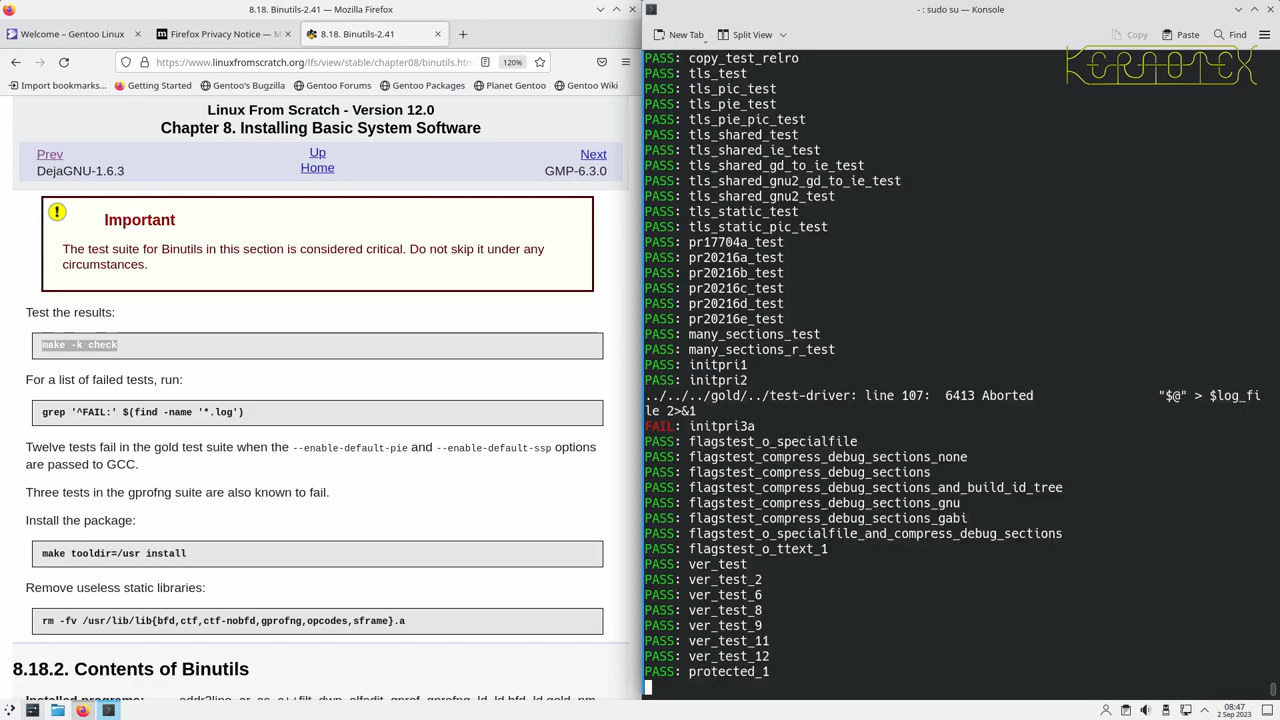 8.18. Binutils-2.41 — Mozilla Firefox
Welcome – Gentoo Linux
Firefox Privacy Notice — M
8.18. Binutils-2.41
https://www.linuxfromscratch.org/lfs/view/stable/chapter08/binutils.htm
120%
Import bookmarks...
Getting Started
Gentoo's Bugzilla
Gentoo Forums
Gentoo Packages
Planet Gentoo
Gentoo Wiki
Linux From Scratch - Version 12.0
Chapter 8. Installing Basic System Software
Prev
Up
Next
DejaGNU-1.6.3
Home
GMP-6.3.0
Important
The test suite for Binutils in this section is considered critical. Do not skip it under any
circumstances.
Test the results:
make -k check
For a list of failed tests, run:
grep '^FAIL:' $(find -name '*.log')
Twelve tests fail in the gold test suite when the --enable-default-pie and --enable-default-ssp options
are passed to GCC.
Three tests in the gprofng suite are also known to fail.
Install the package:
make tooldir=/usr install
Remove useless static libraries:
rm -fv /usr/lib/lib{bfd,ctf,ctf-nobfd,gprofng,opcodes,sframe}.a
8.18.2. Contents of Binutils
- : sudo su — Konsole
New Tab
Split View
Copy
Paste
Find
KERNOTEX
PASS: copy_test_relro
PASS: tls_test
PASS: tls_pic_test
PASS: tls_pie_test
PASS: tls_pie_pic_test
PASS: tls_shared_test
PASS: tls_shared_ie_test
PASS: tls_shared_gd_to_ie_test
PASS: tls_shared_gnu2_gd_to_ie_test
PASS: tls_shared_gnu2_test
PASS: tls_static_test
PASS: tls_static_pic_test
PASS: pr17704a_test
PASS: pr20216a_test
PASS: pr20216b_test
PASS: pr20216c_test
PASS: pr20216d_test
PASS: pr20216e_test
PASS: many_sections_test
PASS: many_sections_r_test
PASS: initpri1
PASS: initpri2
../../../gold/../test-driver: line 107:  6413 Aborted                 "$@" > $log_fi
le 2>&1
FAIL: initpri3a
PASS: flagstest_o_specialfile
PASS: flagstest_compress_debug_sections_none
PASS: flagstest_compress_debug_sections
PASS: flagstest_compress_debug_sections_and_build_id_tree
PASS: flagstest_compress_debug_sections_gnu
PASS: flagstest_compress_debug_sections_gabi
PASS: flagstest_o_specialfile_and_compress_debug_sections
PASS: flagstest_o_ttext_1
PASS: ver_test
PASS: ver_test_2
PASS: ver_test_6
PASS: ver_test_8
PASS: ver_test_9
PASS: ver_test_11
PASS: ver_test_12
PASS: protected_1
08:47
2 Sep 2023